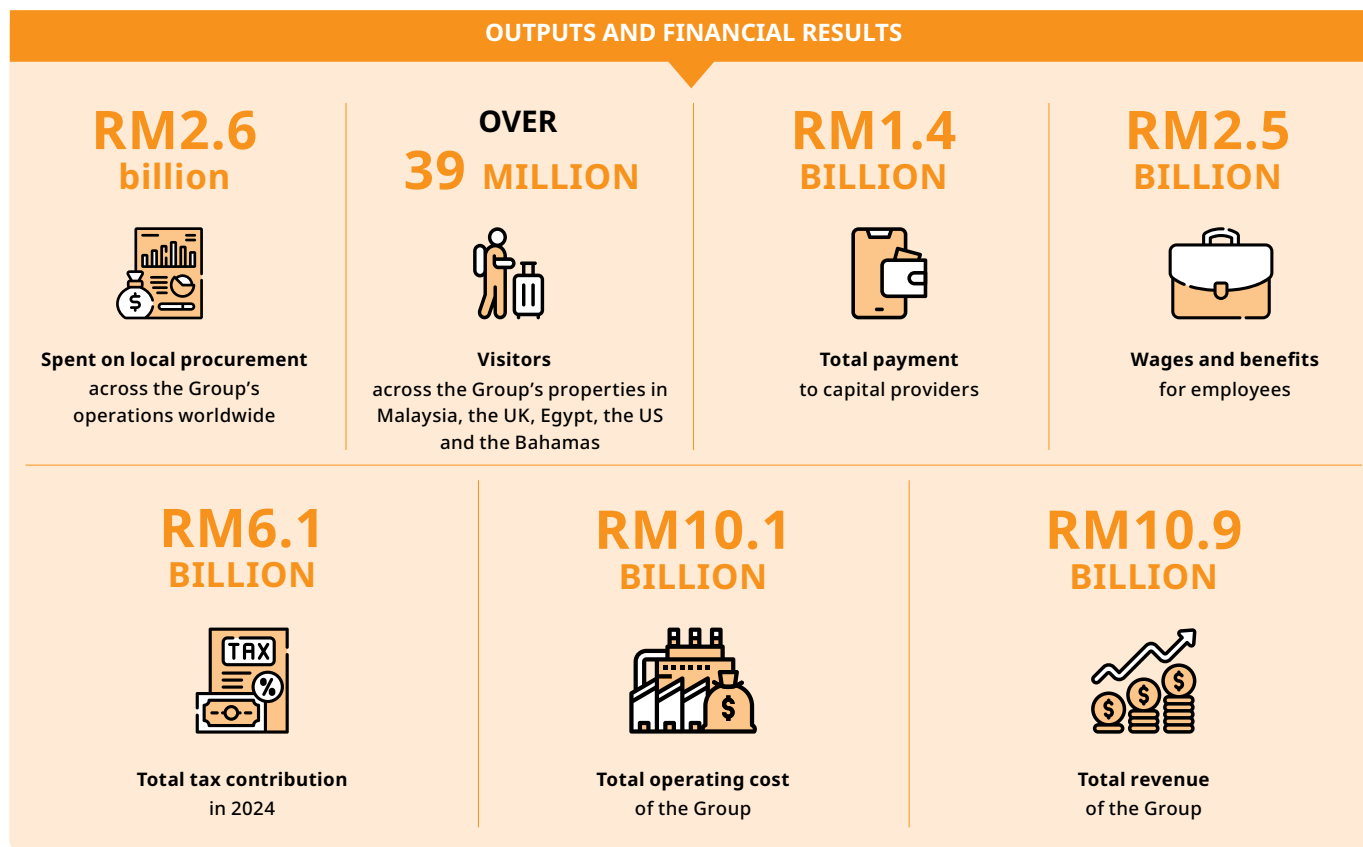 OUTPUTS AND FINANCIAL RESULTS
RM2.6
billion
$
Spent on local procurement
across the Group’s
operations worldwide
OVER
39 MILLION
Visitors
across the Group’s properties in
Malaysia, the UK, Egypt, the US
and the Bahamas
RM1.4
BILLION
Total payment
to capital providers
RM2.5
BILLION
Wages and benefits
for employees
RM6.1
BILLION
TAX
%
Total tax contribution
in 2024
RM10.1
BILLION
$
Total operating cost
of the Group
RM10.9
BILLION
$ $ $
Total revenue
of the Group